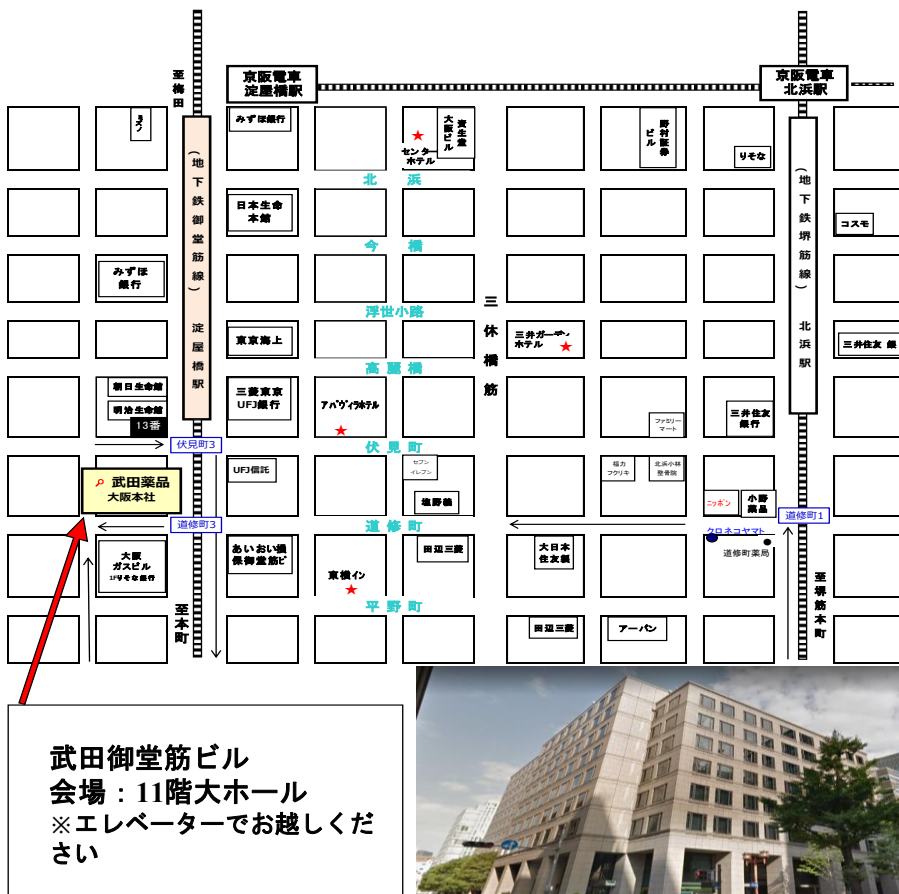 至梅田
京阪電車
淀屋橋駅
京阪電車
北浜駅
みずほ銀行
大阪ビル
資生堂
センター
ホテル
野村証券
ビル
りそな
北浜
(地下鉄御堂筋線) 淀屋橋駅
(地下鉄堺筋線) 北浜駅
日本生命
本館
コスモ
今橋
みずほ
銀行
浮世小路
三休橋筋
東京海上
三井ガーデン
ホテル
三井住友 銀
高麗橋
朝日生命館
明治生命館
13番
三菱東京
UFJ銀行
アパヴィラホテル
ファミリー
マート
三井住友
銀行
伏見町3
伏見町
武田薬品
大阪本社
UFJ信託
セブン
イレブン
塩野義
福力
フクリキ
北浜小林
整骨院
ニッポン
小野
薬品
道修町3
道修町
道修町1
クロネコヤマト
道修町薬局
大阪
ガスビル
1Fりそな銀行
あいおい損
保御堂筋ビ
東横イン
田辺三菱
大日本
住友製
平野町
至本町
至堺筋本町
田辺三菱
アーバン
武田御堂筋ビル
会場：11階大ホール
※エレベーターでお越しくだ
さい